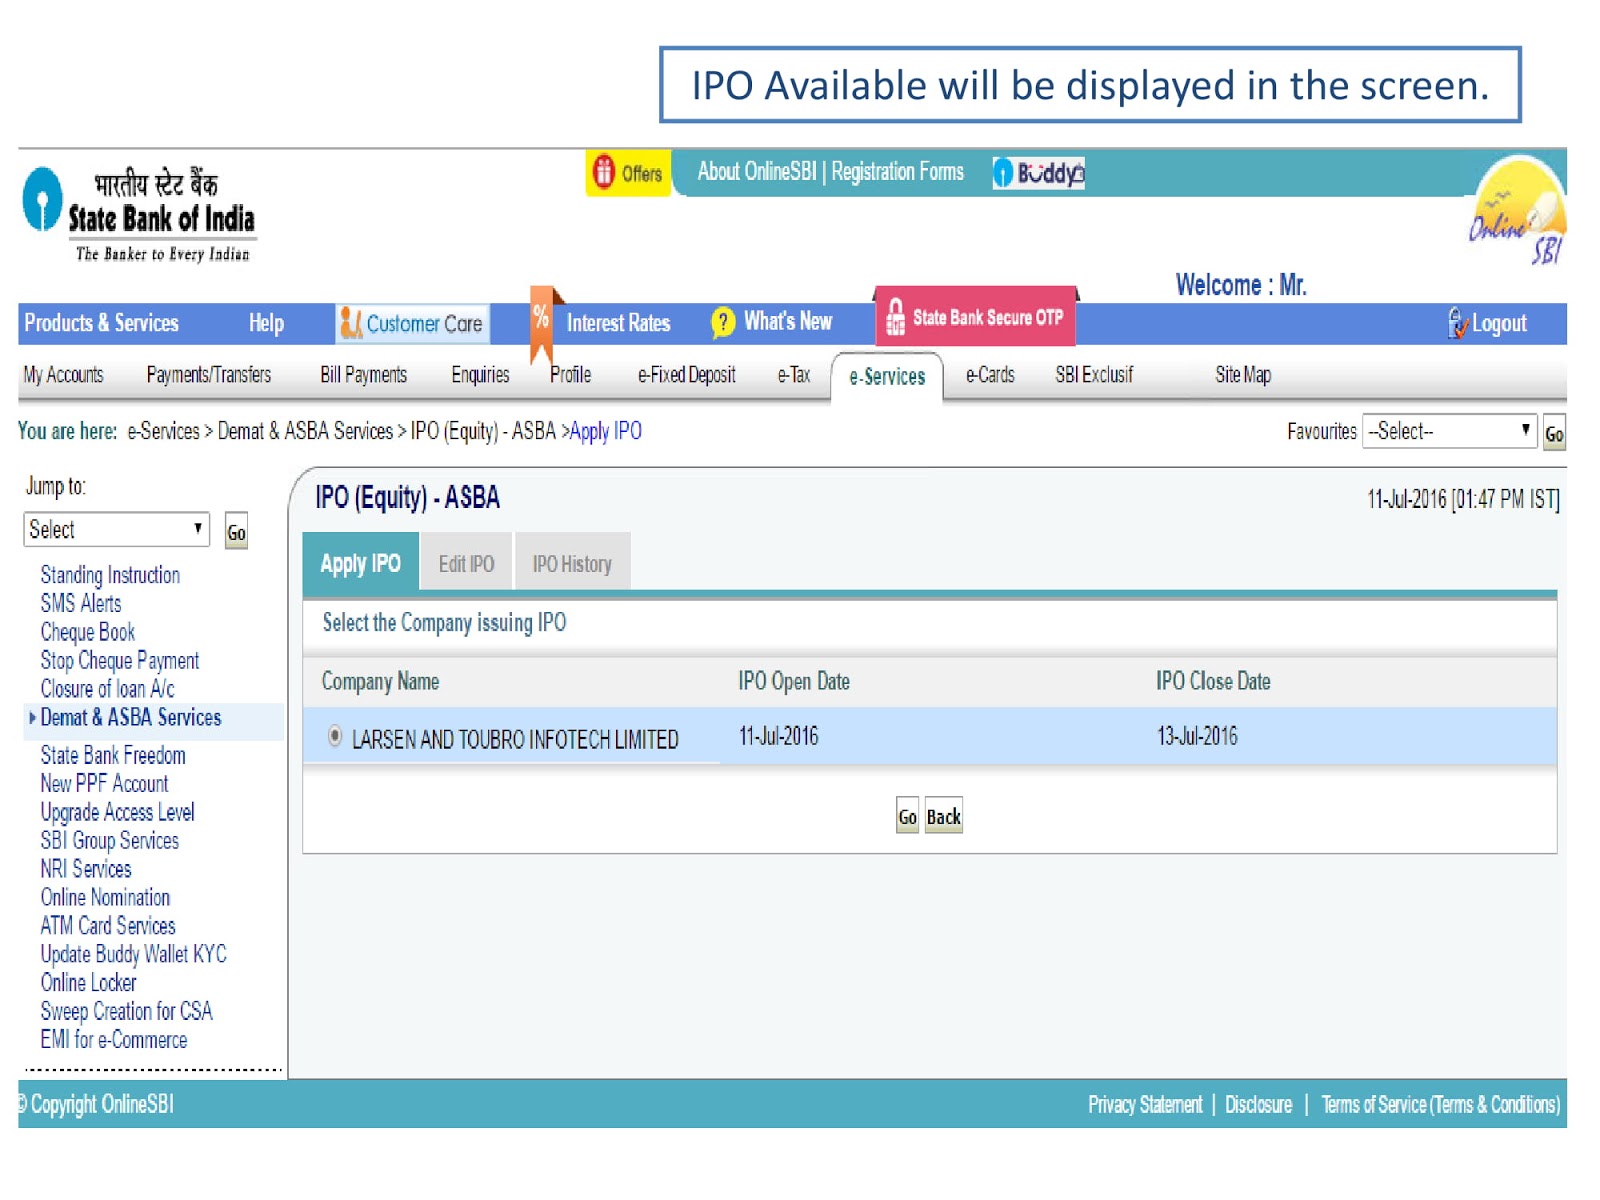 IPO Available will be displayed in the screen.
भारतीय स्टेट बैंक
State Bank of India
The Banker to Every Indian
Offers
About OnlineSBI | Registration Forms
Buddy
Online SBI
Welcome : Mr.
Products & Services Help Customer Care % Interest Rates ? What's New State Bank Secure OTP Logout
My Accounts Payments/Transfers Bill Payments Enquiries Profile e-Fixed Deposit e-Tax e-Services e-Cards SBI Exclusif Site Map
You are here: e-Services > Demat & ASBA Services > IPO (Equity) - ASBA >Apply IPO
Favourites --Select-- Go
Jump to:
Select Go
Standing Instruction
SMS Alerts
Cheque Book
Stop Cheque Payment
Closure of loan A/c
Demat & ASBA Services
State Bank Freedom
New PPF Account
Upgrade Access Level
SBI Group Services
NRI Services
Online Nomination
ATM Card Services
Update Buddy Wallet KYC
Online Locker
Sweep Creation for CSA
EMI for e-Commerce
IPO (Equity) - ASBA
11-Jul-2016 [01:47 PM IST]
Apply IPO Edit IPO IPO History
Select the Company issuing IPO
Company Name IPO Open Date IPO Close Date
LARSEN AND TOUBRO INFOTECH LIMITED 11-Jul-2016 13-Jul-2016
Go Back
© Copyright OnlineSBI
Privacy Statement | Disclosure | Terms of Service (Terms & Conditions)